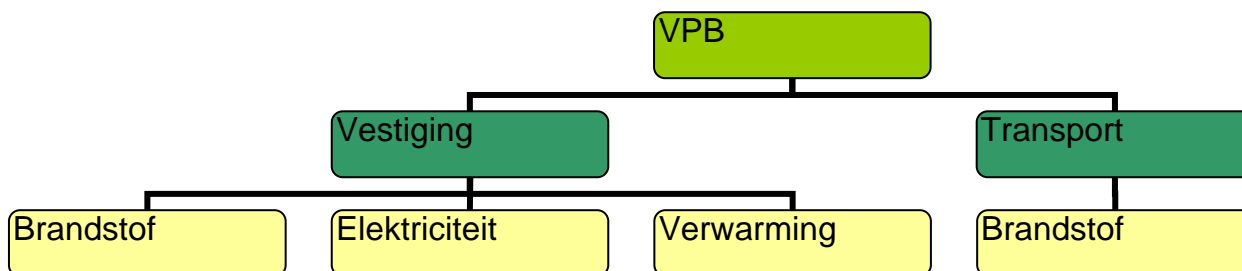 VPB
Vestiging
Transport
Brandstof
Elektriciteit
Verwarming
Brandstof